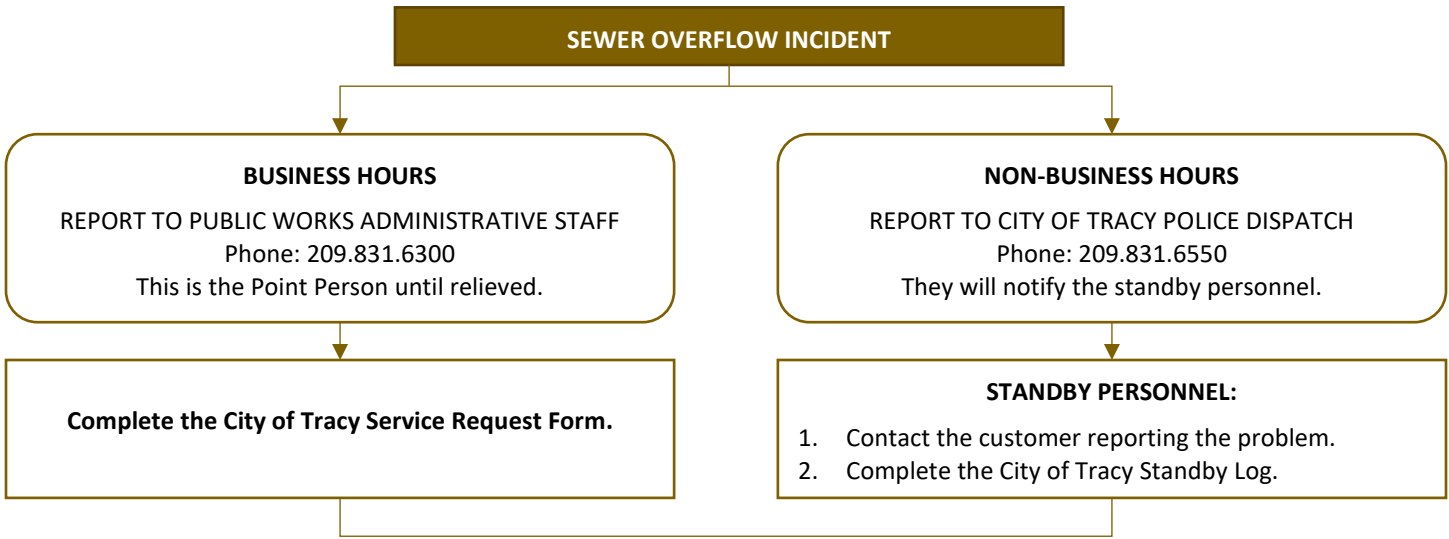 SEWER OVERFLOW INCIDENT
BUSINESS HOURS
REPORT TO PUBLIC WORKS ADMINISTRATIVE STAFF
Phone: 209.831.6300
This is the Point Person until relieved.
NON-BUSINESS HOURS
REPORT TO CITY OF TRACY POLICE DISPATCH
Phone: 209.831.6550
They will notify the standby personnel.
Complete the City of Tracy Service Request Form.
STANDBY PERSONNEL:
1. Contact the customer reporting the problem.
2. Complete the City of Tracy Standby Log.